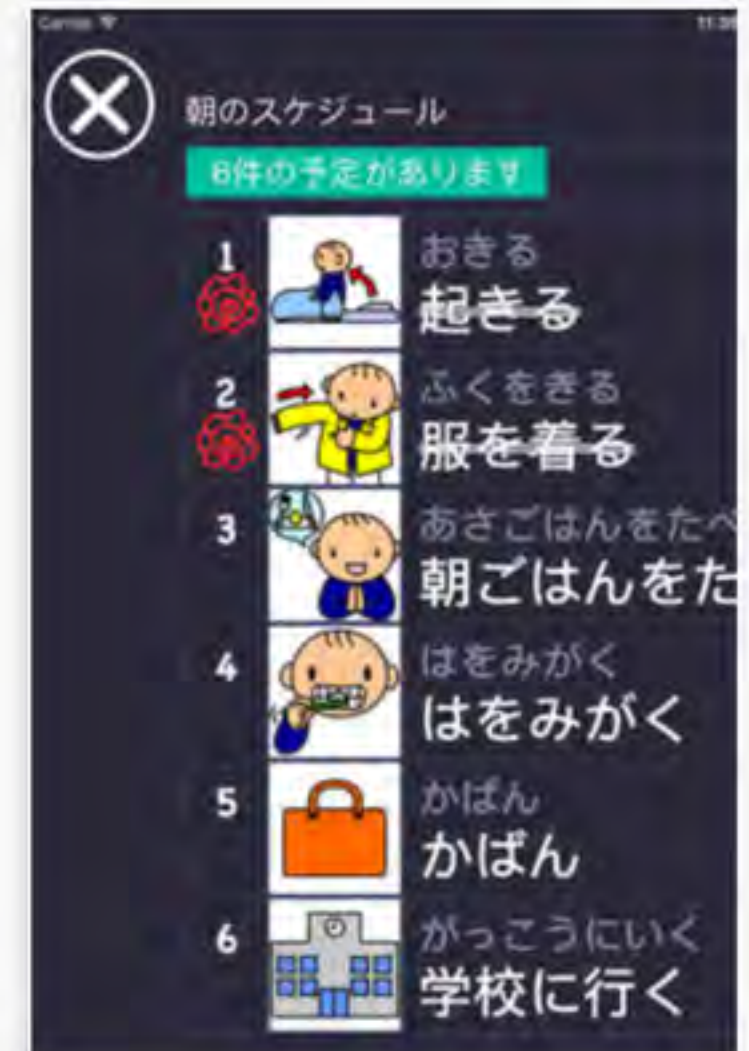 Carrier
11:39
朝のスケジュール
6件の予定があります
1
おきる
起きる
2
ふくをきる
服を着る
3
あさごはんをたべ
朝ごはんをた
4
はをみがく
はをみがく
5
かばん
かばん
6
がっこうにいく
学校に行く